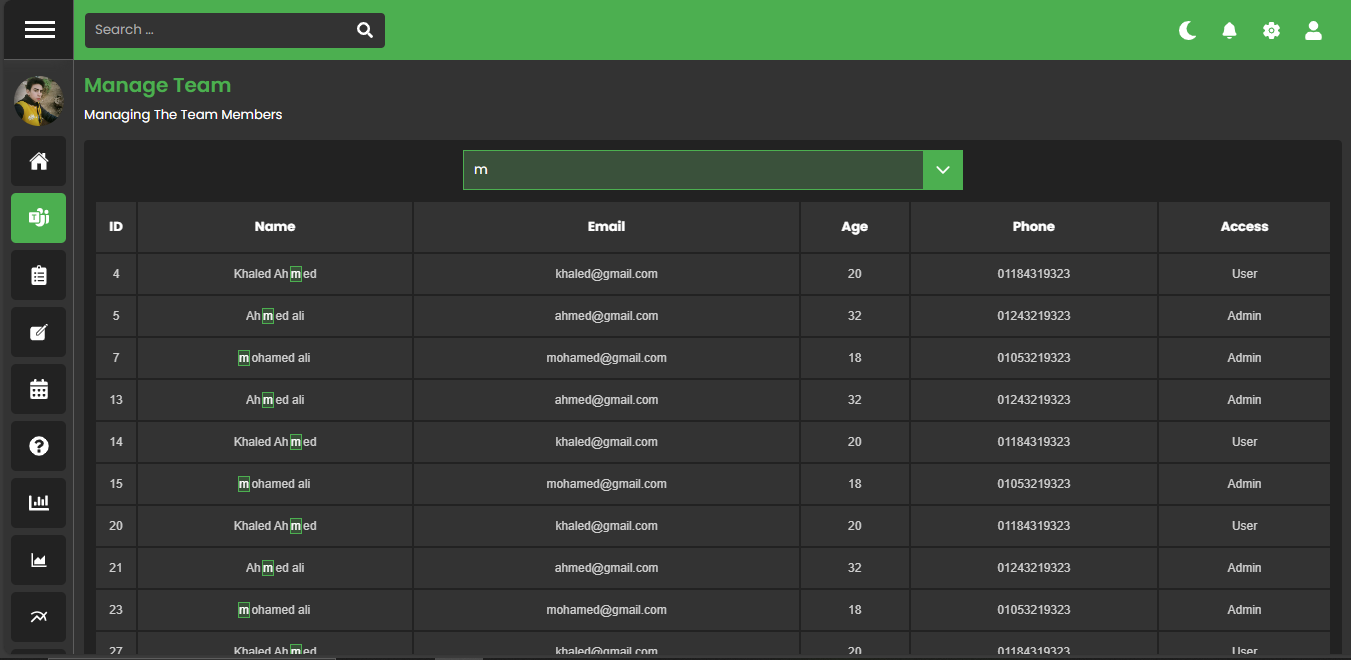 Search ...
Manage Team
Managing The Team Members
m
ID Name Email Age Phone Access
4 Khaled Ahmed khaled@gmail.com 20 01184319323 User
5 Ahmed ali ahmed@gmail.com 32 01243219323 Admin
7 mohamed ali mohamed@gmail.com 18 01053219323 Admin
13 Ahmed ali ahmed@gmail.com 32 01243219323 Admin
14 Khaled Ahmed khaled@gmail.com 20 01184319323 User
15 mohamed ali mohamed@gmail.com 18 01053219323 Admin
20 Khaled Ahmed khaled@gmail.com 20 01184319323 User
21 Ahmed ali ahmed@gmail.com 32 01243219323 Admin
23 mohamed ali mohamed@gmail.com 18 01053219323 Admin
27 Khaled Ahmed khaled@gmail.com 20 01184319323 User